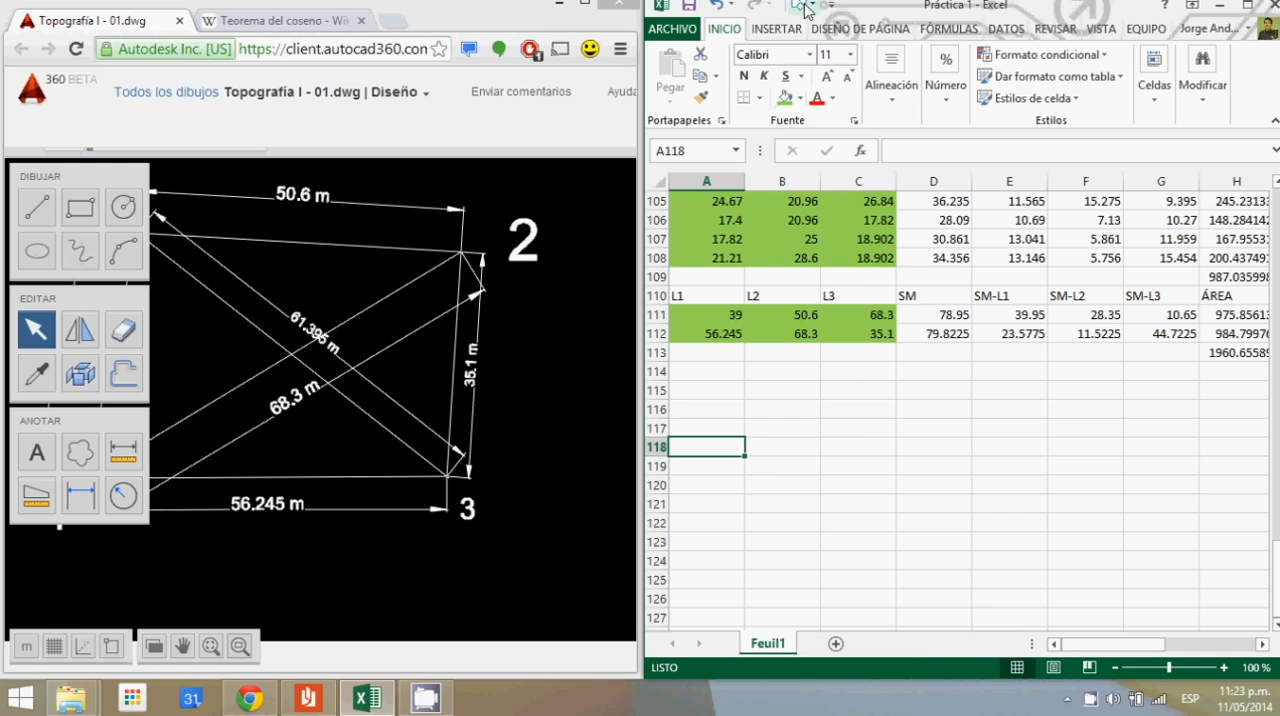 Topografía I - 01.dwg
Teorema del coseno - Wik
Práctica 1 - Excel
ARCHIVO INICIO INSERTAR DISEÑO DE PÁGINA FÓRMULAS DATOS REVISAR VISTA EQUIPO Jorge And...
Autodesk Inc. [US] https://client.autocad360.con
360 BETA
Todos los dibujos Topografía I - 01.dwg | Diseño Enviar comentarios Ayuda
Calibri 11
N K S A A
A
Pegar
Alineación
%
Número
Formato condicional
Dar formato como tabla
Estilos de celda
Celdas
Modificar
Portapapeles Fuente Estilos
A118 fx
DIBUJAR
EDITAR
ANOTAR
A
50.6 m
2
61.395 m
68.3 m
35.1 m
56.245 m
3
m
A B C D E F G H
105 24.67 20.96 26.84 36.235 11.565 15.275 9.395 245.23133
106 17.4 20.96 17.82 28.09 10.69 7.13 10.27 148.284142
107 17.82 25 18.902 30.861 13.041 5.861 11.959 167.95531
108 21.21 28.6 18.902 34.356 13.146 5.756 15.454 200.437491
109 987.035998
110 L1 L2 L3 SM SM-L1 SM-L2 SM-L3 ÁREA
111 39 50.6 68.3 78.95 39.95 28.35 10.65 975.85613
112 56.245 68.3 35.1 79.8225 23.5775 11.5225 44.7225 984.79976
113 1960.65589
114
115
116
117
118
119
120
121
122
123
124
125
126
127
Feuil1
LISTO 100 %
31
ESP
11:23 p.m.
11/05/2014